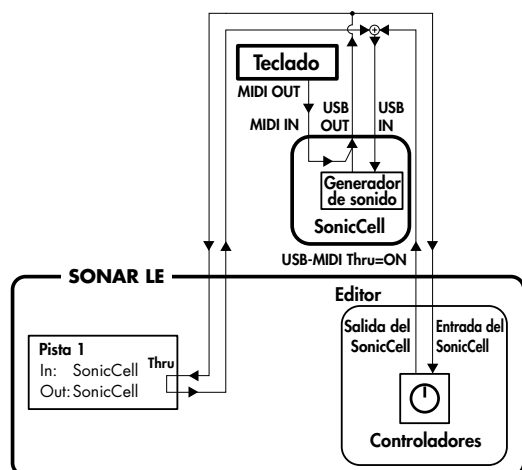 Teclado
MIDI OUT
MIDI IN
USB
OUT
USB
IN
Generador
de sonido
SonicCell
USB-MIDI Thru=ON
SONAR LE
Editor
Pista 1
In: SonicCell
Out: SonicCell
Thru
Salida del
SonicCell
Entrada del
SonicCell
Controladores